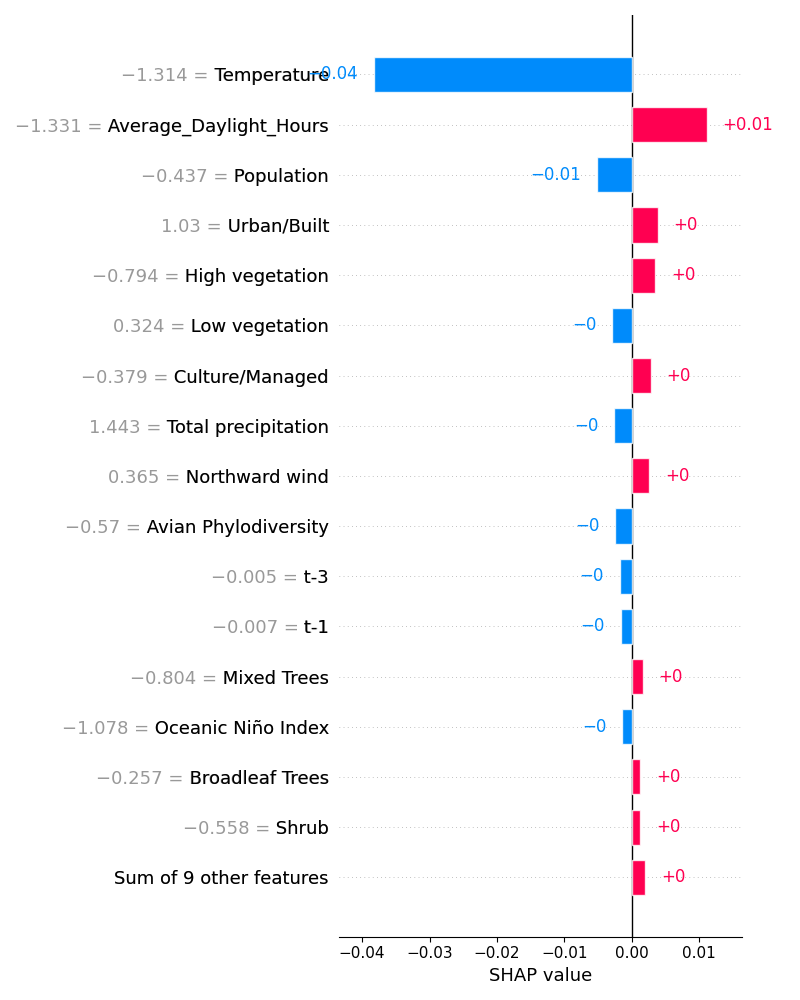 −1.314 = Temperature −0.04
−1.331 = Average_Daylight_Hours +0.01
−0.437 = Population −0.01
1.03 = Urban/Built +0
−0.794 = High vegetation +0
0.324 = Low vegetation −0
−0.379 = Culture/Managed +0
1.443 = Total precipitation −0
0.365 = Northward wind +0
−0.57 = Avian Phylodiversity −0
−0.005 = t-3 −0
−0.007 = t-1 −0
−0.804 = Mixed Trees +0
−1.078 = Oceanic Niño Index −0
−0.257 = Broadleaf Trees +0
−0.558 = Shrub +0
Sum of 9 other features +0
−0.04 −0.03 −0.02 −0.01 0.00 0.01
SHAP value